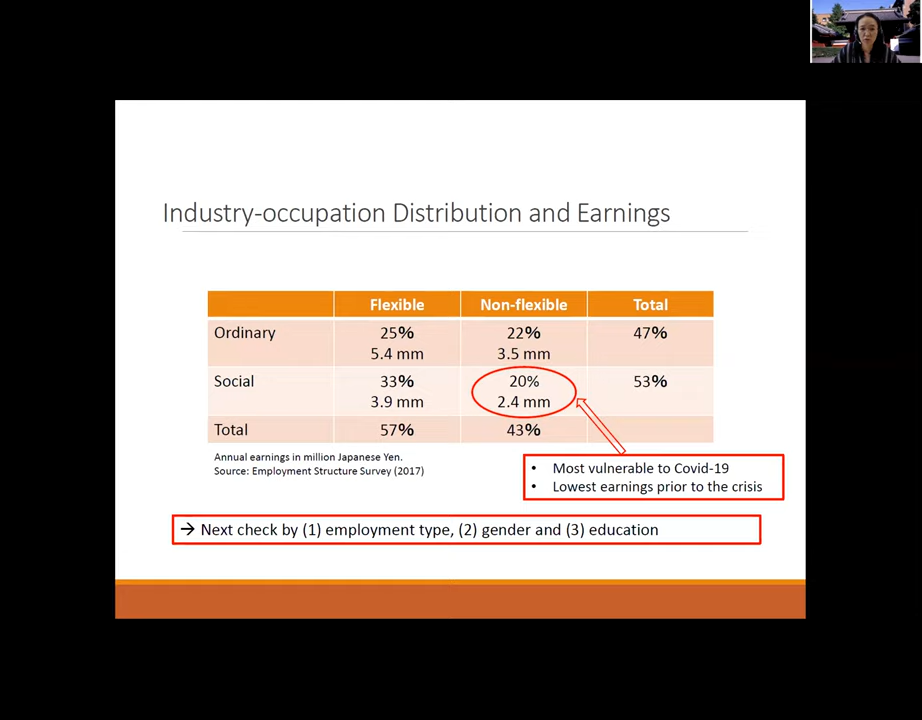 Industry-occupation Distribution and Earnings
Flexible Non-flexible Total
Ordinary 25% 22% 47%
5.4 mm 3.5 mm
Social 33% 20% 53%
3.9 mm 2.4 mm
Total 57% 43%
Annual earnings in million Japanese Yen.
Source: Employment Structure Survey (2017)
• Most vulnerable to Covid-19
• Lowest earnings prior to the crisis
→ Next check by (1) employment type, (2) gender and (3) education